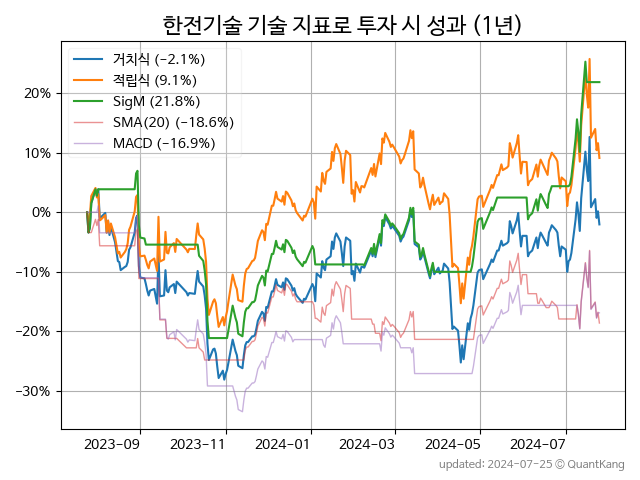 한전기술 기술 지표로 투자 시 성과 (1년)
거치식 (−2.1%)
적립식 (9.1%)
SigM (21.8%)
SMA(20) (−18.6%)
MACD (−16.9%)
20%
10%
0%
−10%
−20%
−30%
2023-09 2023-11 2024-01 2024-03 2024-05 2024-07
updated: 2024-07-25 © QuantKang